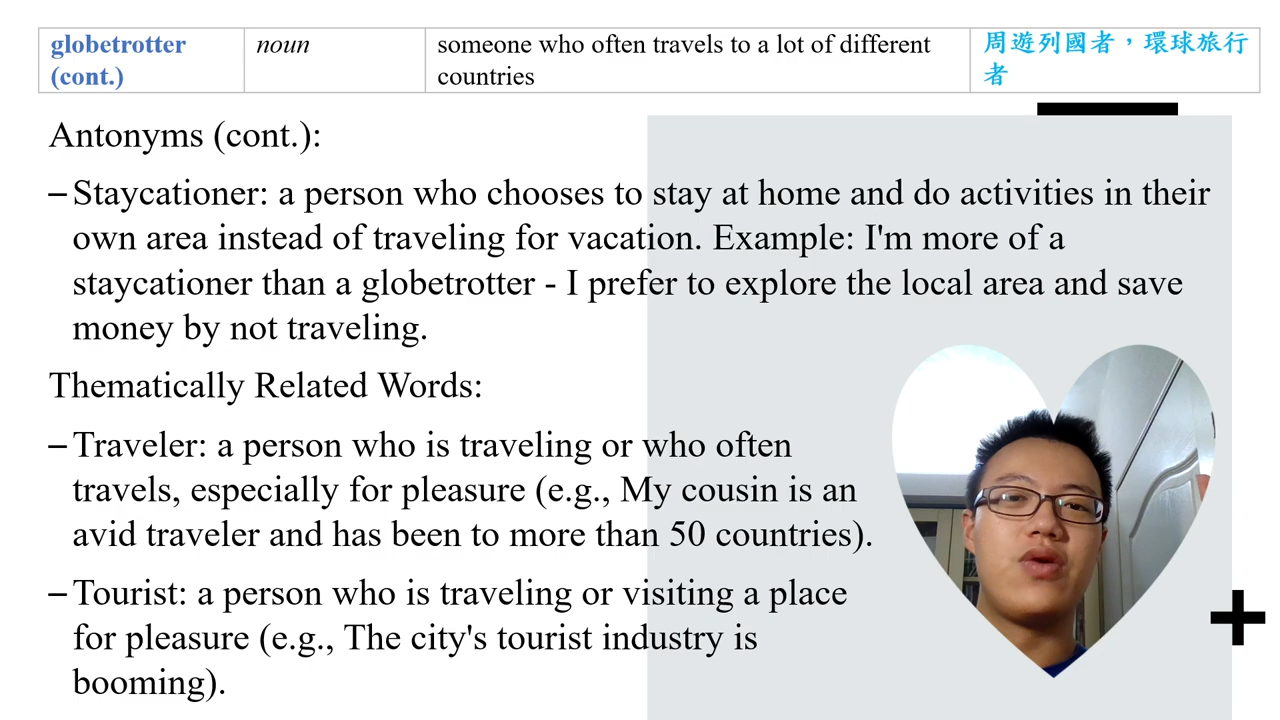 globetrotter
(cont.)
noun
someone who often travels to a lot of different
countries
周遊列國者，環球旅行
者
Antonyms (cont.):
– Staycationer: a person who chooses to stay at home and do activities in their
own area instead of traveling for vacation. Example: I'm more of a
staycationer than a globetrotter - I prefer to explore the local area and save
money by not traveling.
Thematically Related Words:
– Traveler: a person who is traveling or who often
travels, especially for pleasure (e.g., My cousin is an
avid traveler and has been to more than 50 countries).
– Tourist: a person who is traveling or visiting a place
for pleasure (e.g., The city's tourist industry is
booming).